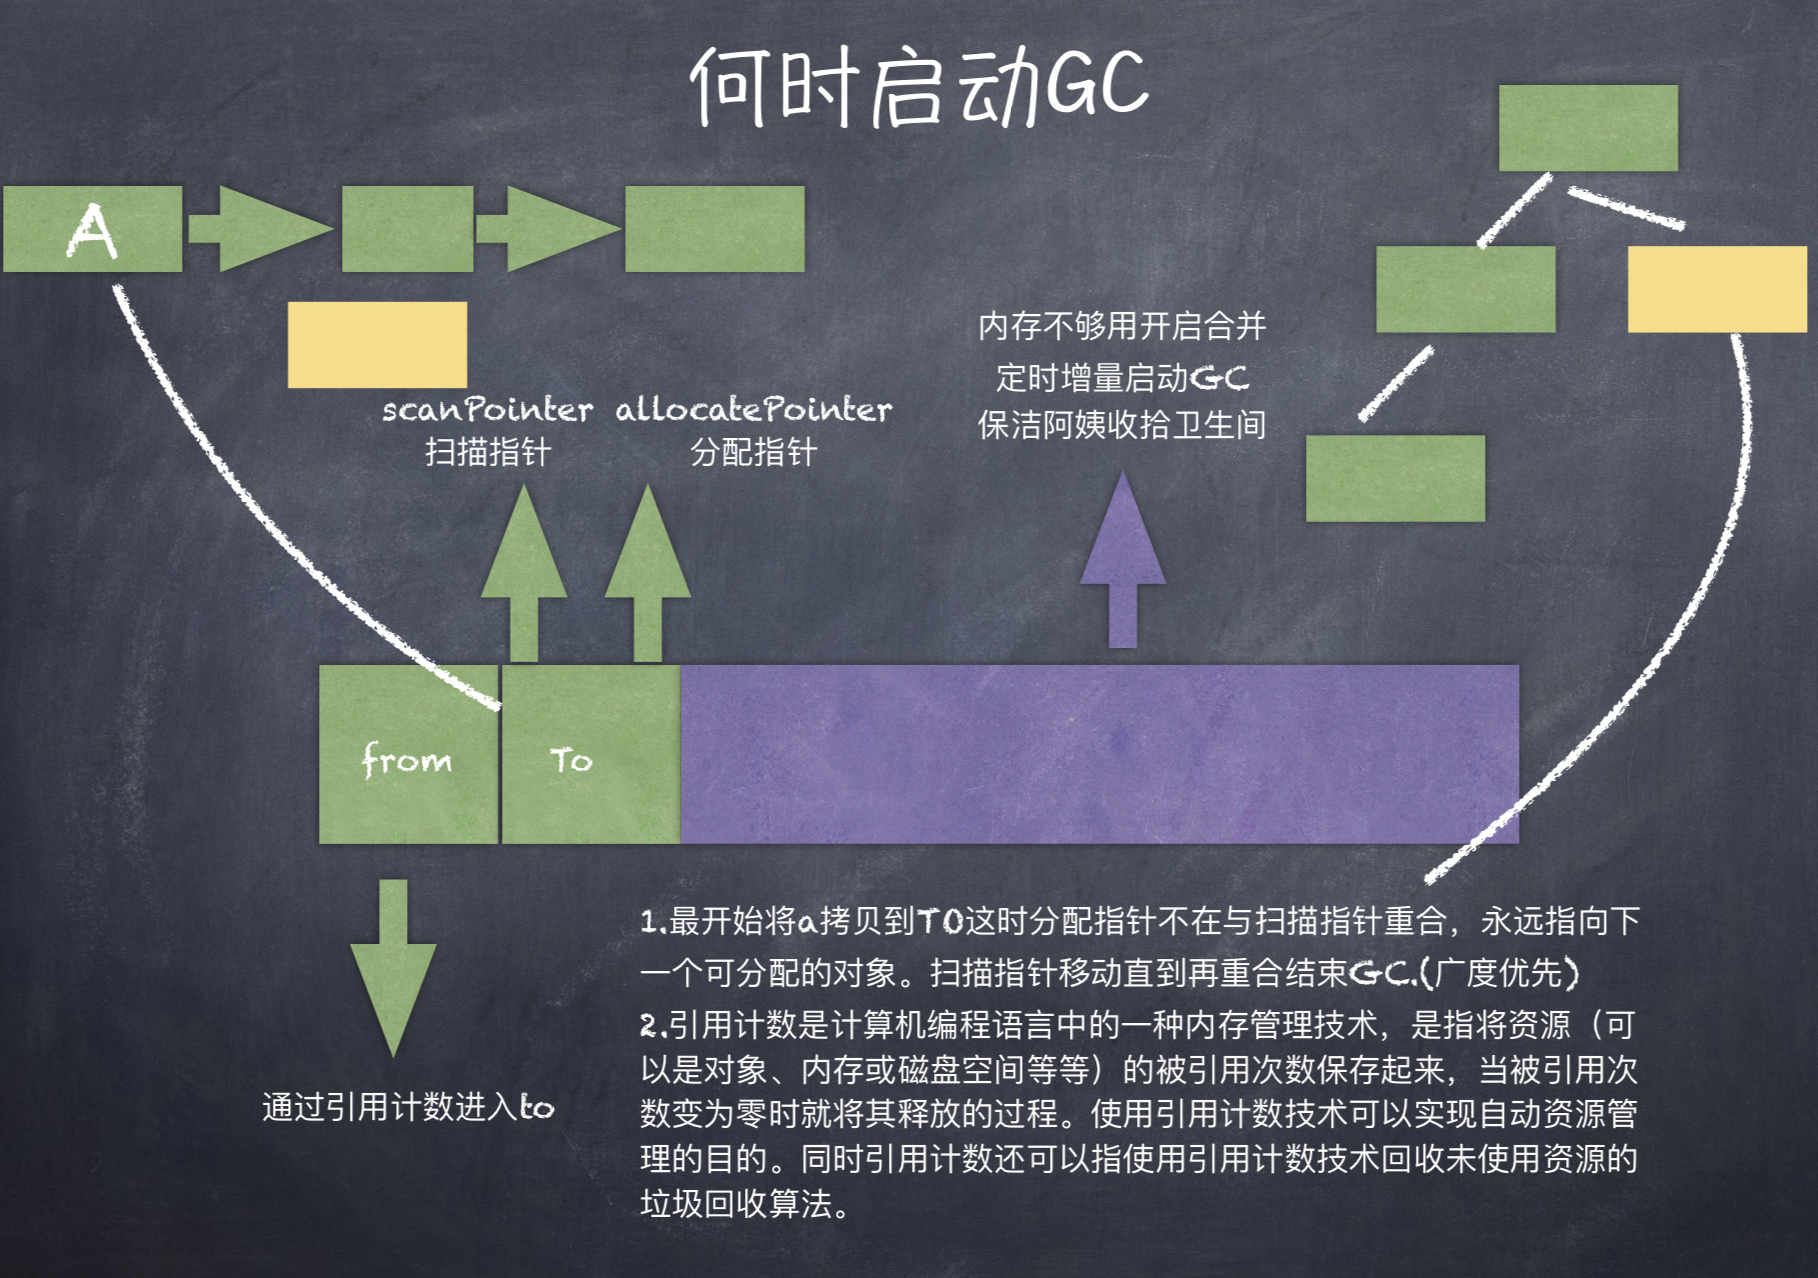 何时启动GC
A
内存不够用开启合并
定时增量启动GC
保洁阿姨收拾卫生间
scanPointer
扫描指针
allocatePointer
分配指针
from
To
通过引用计数进入to
1.最开始将a拷贝到TO这时分配指针不在与扫描指针重合，永远指向下
一个可分配的对象。扫描指针移动直到再重合结束GC.(广度优先)
2.引用计数是计算机编程语言中的一种内存管理技术，是指将资源（可
以是对象、内存或磁盘空间等等）的被引用次数保存起来，当被引用次
数变为零时就将其释放的过程。使用引用计数技术可以实现自动资源管
理的目的。同时引用计数还可以指使用引用计数技术回收未使用资源的
垃圾回收算法。